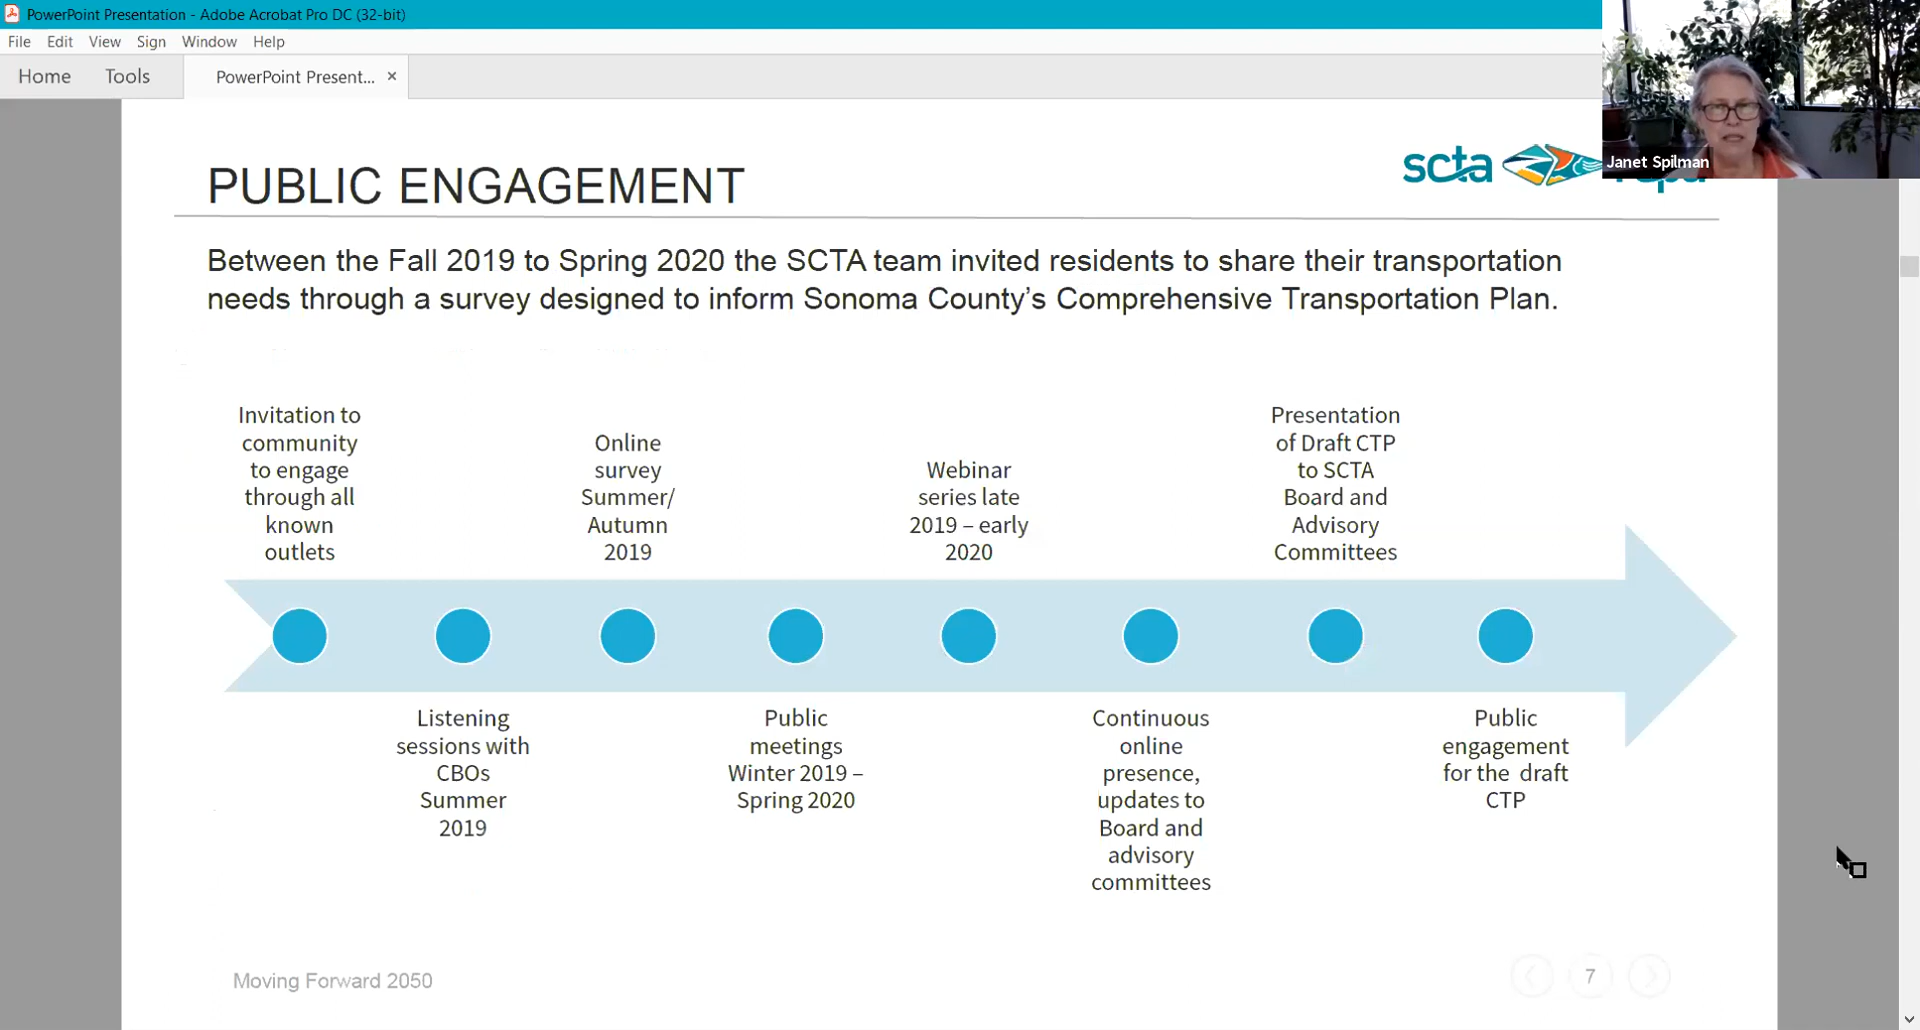 PowerPoint Presentation - Adobe Acrobat Pro DC (32-bit)
File Edit View Sign Window Help
Home Tools PowerPoint Present... ×
Janet Spilman
PUBLIC ENGAGEMENT
scta
Between the Fall 2019 to Spring 2020 the SCTA team invited residents to share their transportation
needs through a survey designed to inform Sonoma County’s Comprehensive Transportation Plan.
Invitation to
community
to engage
through all
known
outlets
Listening
sessions with
CBOs
Summer
2019
Online
survey
Summer/
Autumn
2019
Public
meetings
Winter 2019 –
Spring 2020
Webinar
series late
2019 – early
2020
Continuous
online
presence,
updates to
Board and
advisory
committees
Presentation
of Draft CTP
to SCTA
Board and
Advisory
Committees
Public
engagement
for the draft
CTP
Moving Forward 2050
7